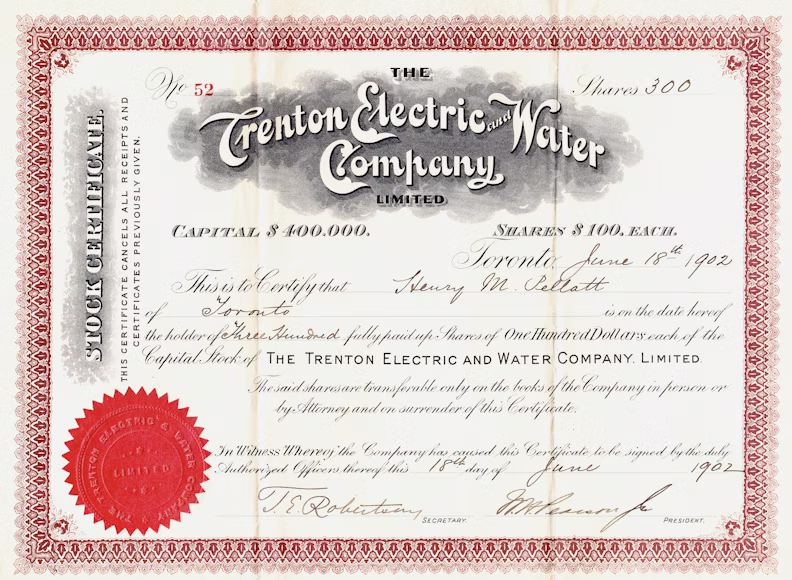 No 52
Shares 300
THE
Trenton Electric and Water
Company
LIMITED
CAPITAL $400.000.
SHARES $100. EACH.
Toronto, June 18th 1902
This is to Certify that Henry M. Pellatt
of Toronto is on the date hereof
the holder of Three Hundred fully paid up Shares of One Hundred Dollars each of the
Capital Stock of THE TRENTON ELECTRIC AND WATER COMPANY, LIMITED.
The said shares are transferable only on the books of the Company in person or
by Attorney and on surrender of this Certificate.
In Witness Whereof the Company has caused this Certificate to be signed by the duly
Authorized Officers thereof this 18th day of June 1902
T. E. Robertson
SECRETARY.
Pearson Jr
PRESIDENT.
STOCK CERTIFICATE.
THIS CERTIFICATE CANCELS ALL RECEIPTS AND
CERTIFICATES PREVIOUSLY GIVEN.
THE TRENTON ELECTRIC & WATER COMPANY
LIMITED